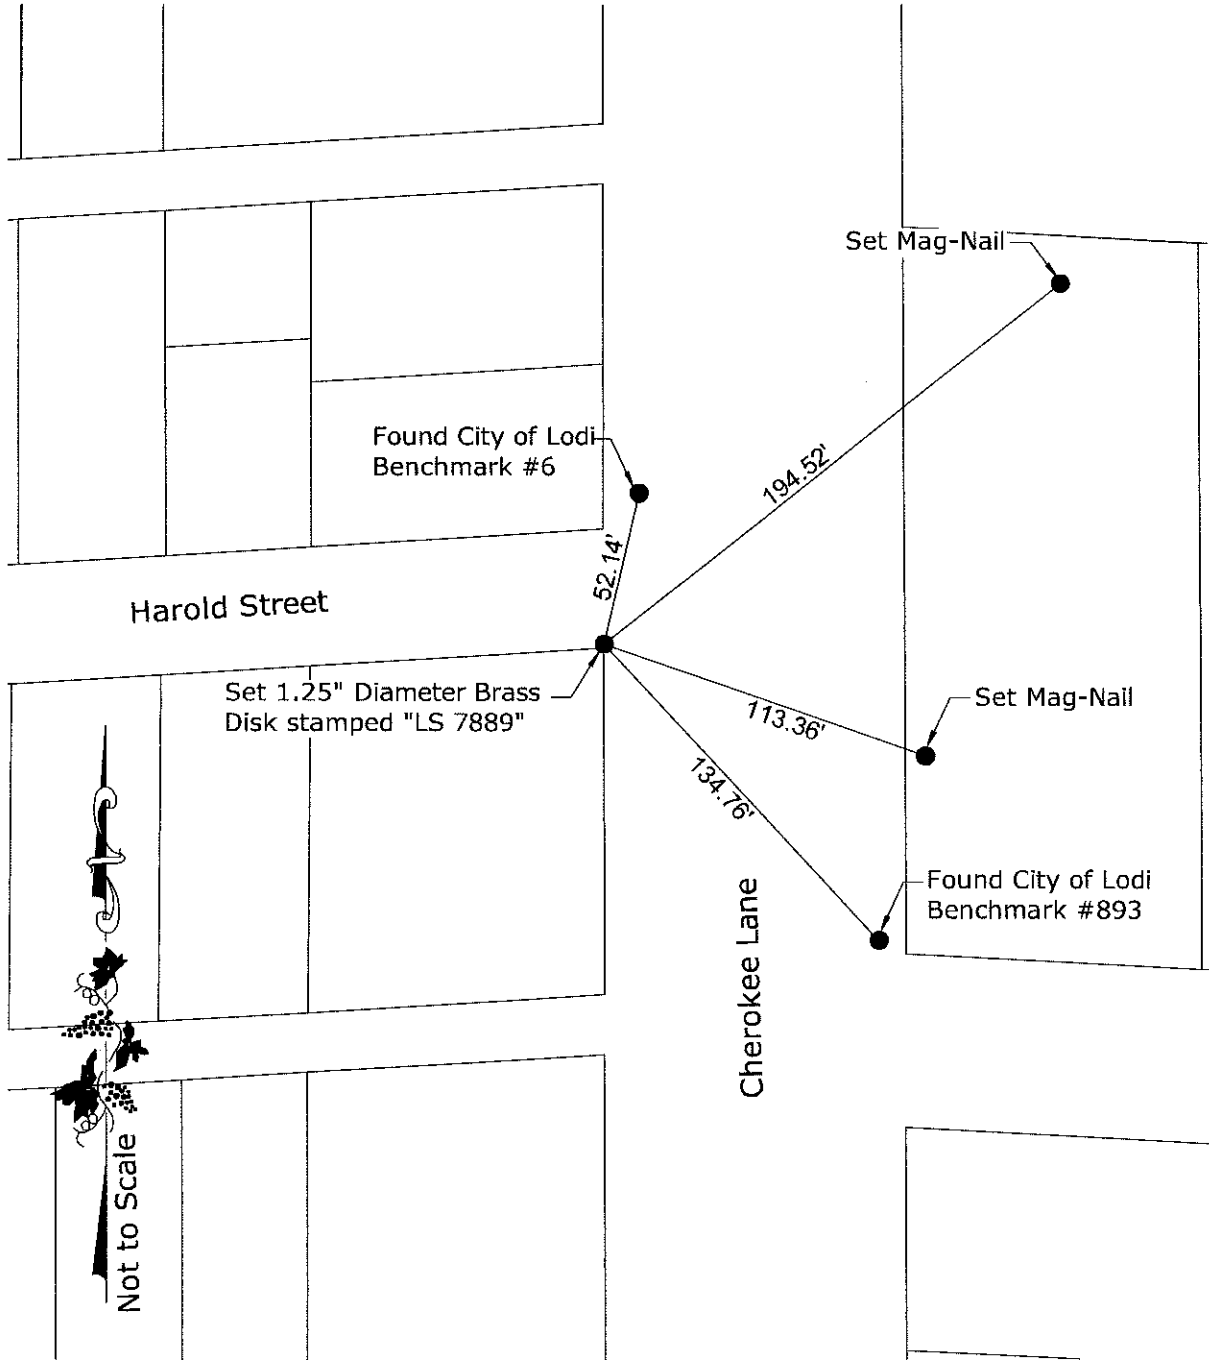 Set Mag-Nail
Found City of Lodi
Benchmark #6
194.52'
52.14'
Harold Street
Set 1.25" Diameter Brass
Disk stamped "LS 7889"
113.36'
Set Mag-Nail
134.76'
Found City of Lodi
Benchmark #893
Cherokee Lane
Not to Scale